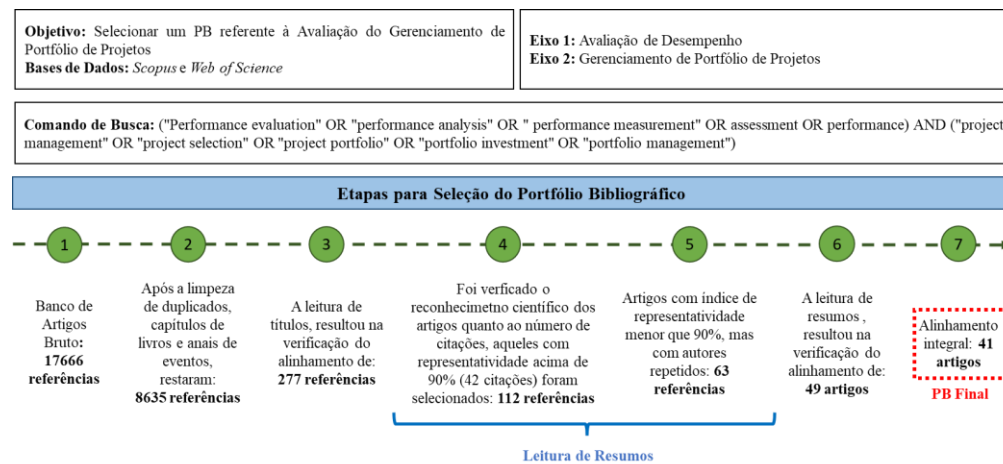 Objetivo: Selecionar um PB referente à Avaliação do Gerenciamento de
Portfólio de Projetos
Bases de Dados: Scopus e Web of Science
Eixo 1: Avaliação de Desempenho
Eixo 2: Gerenciamento de Portfólio de Projetos
Comando de Busca: ("Performance evaluation" OR "performance analysis" OR " performance measurement" OR assessment OR performance) AND ("project
management" OR "project selection" OR "project portfolio" OR "portfolio investment" OR "portfolio management")
Etapas para Seleção do Portfólio Bibliográfico
1
2
3
4
5
6
7
Banco de
Artigos
Bruto:
17666
referências
Após a limpeza
de duplicados,
capítulos de
livros e anais de
eventos,
restaram:
8635 referências
A leitura de
títulos, resultou na
verificação do
alinhamento de:
277 referências
Foi verficado o
reconhecimetno científico dos
artigos quanto ao número de
citações, aqueles com
representatividade acima de
90% (42 citações) foram
selecionados: 112 referências
Artigos com índice de
representatividade
menor que 90%, mas
com autores
repetidos: 63
referências
A leitura de
resumos ,
resultou na
verificação do
alinhamento de:
49 artigos
Alinhamento
integral: 41
artigos
PB Final
Leitura de Resumos